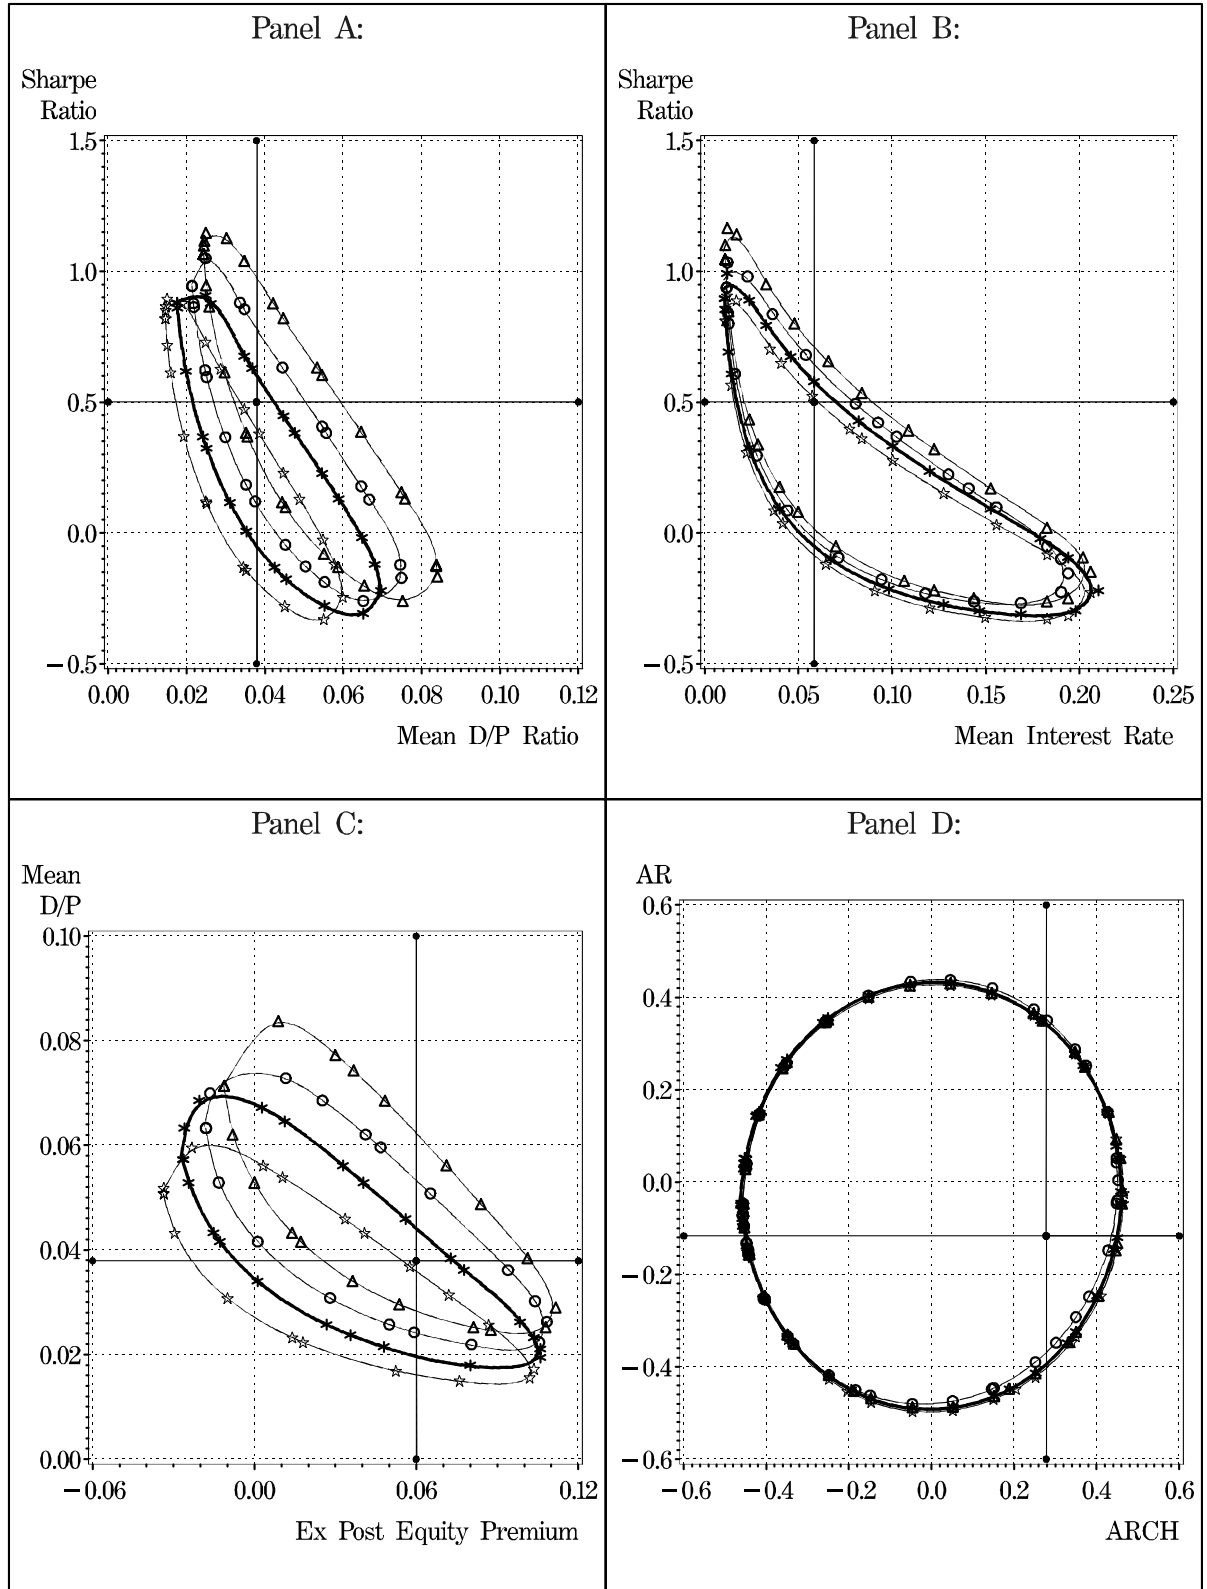 Panel A:
Sharpe
Ratio
1.5
1.0
0.5
0.0
−0.5
0.00 0.02 0.04 0.06 0.08 0.10 0.12
Mean D/P Ratio
Panel B:
Sharpe
Ratio
1.5
1.0
0.5
0.0
−0.5
0.00 0.05 0.10 0.15 0.20 0.25
Mean Interest Rate
Panel C:
Mean
D/P
0.10
0.08
0.06
0.04
0.02
0.00
−0.06 0.00 0.06 0.12
Ex Post Equity Premium
Panel D:
AR
0.6
0.4
0.2
0.0
−0.2
−0.4
−0.6
−0.6 −0.4 −0.2 0.0 0.2 0.4 0.6
ARCH